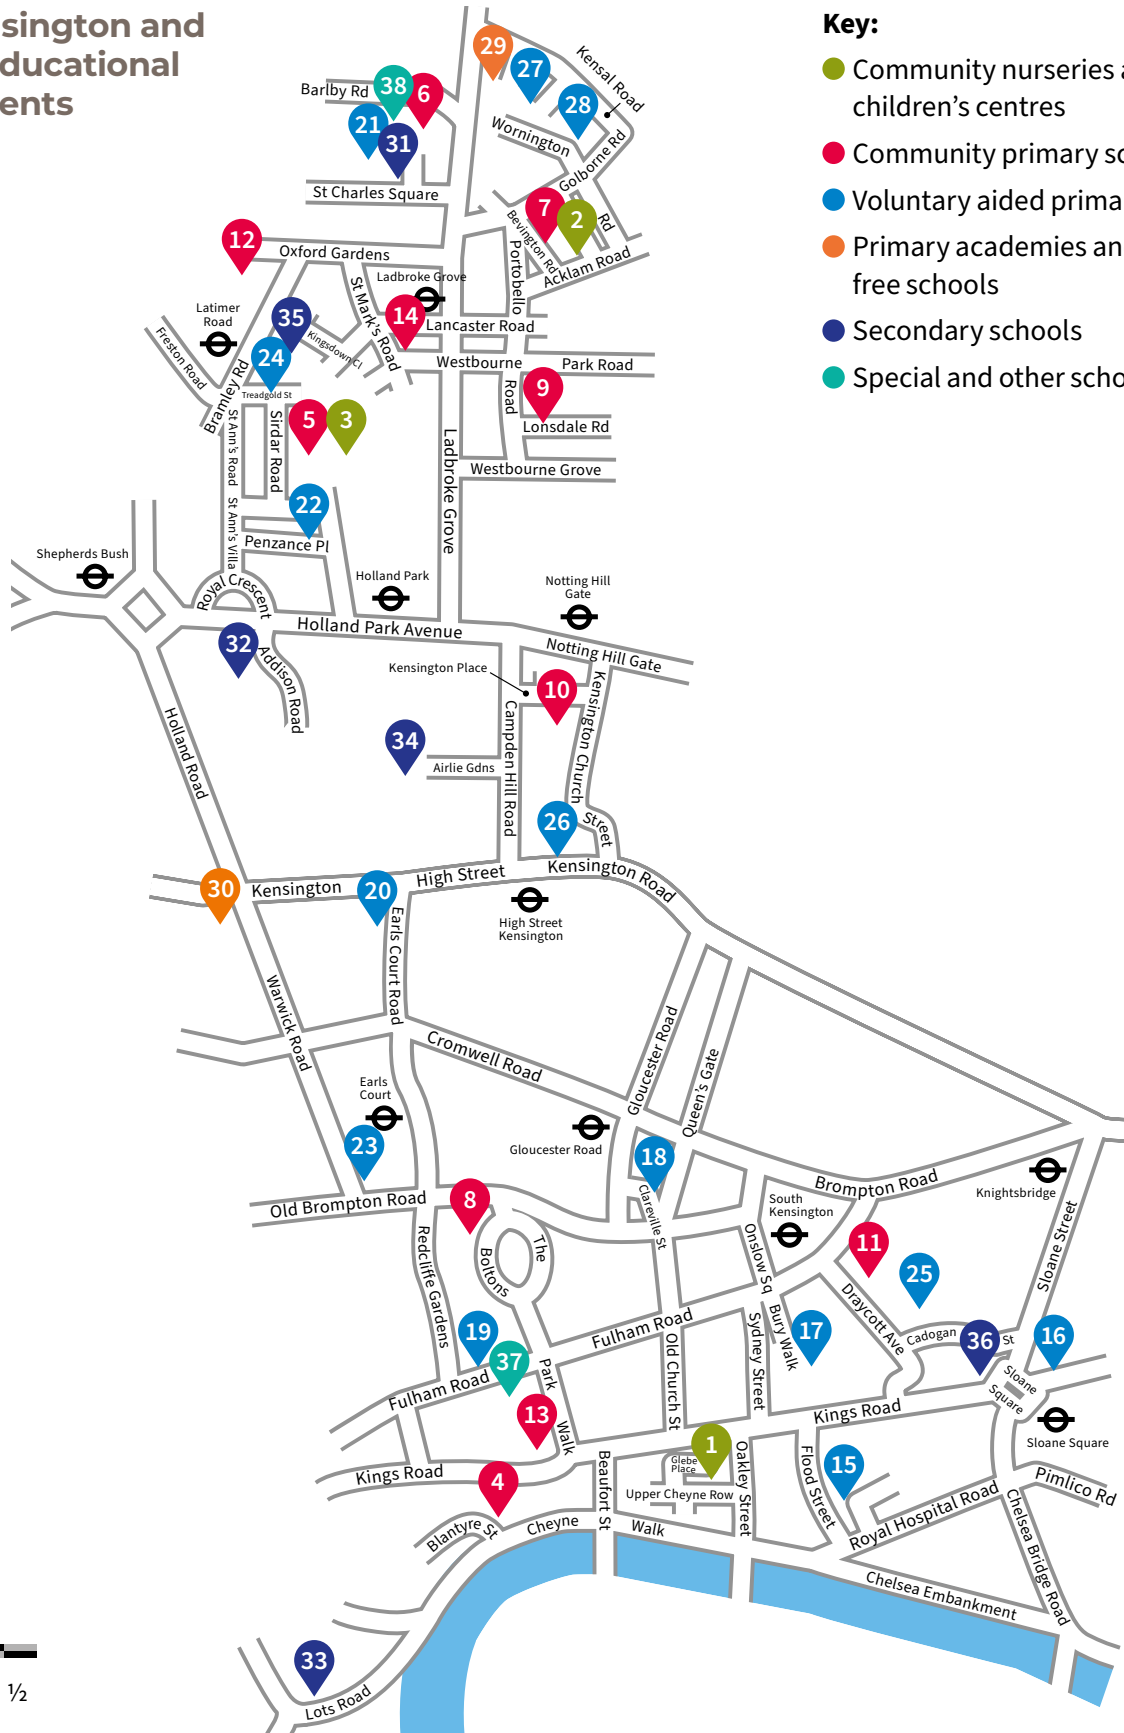 sington and
ducational
ents
Key:
Community nurseries a
children's centres
Community primary sc
Voluntary aided prima
Primary academies an
free schools
Secondary schools
Special and other scho
29
27
28
Kensal Road
Barlby Rd
38
6
21
31
Wornington
Rd
Golborne Rd
St Charles Square
7
2
Bevington Rd
Portobello
Road
Acklam Road
12
Oxford Gardens
Ladbroke Grove
St Mark's Road
14
Lancaster Road
Latimer
Road
35
Kingsdown Cl
24
Freston Road
Bramley Rd
Treadgold St
Westbourne
Park Road
9
Lonsdale Rd
5
3
St Ann's Road
Sirdar Road
Ladbroke Grove
Westbourne Grove
22
St Ann's Villa
Penzance Pl
Shepherds Bush
Royal Crescent
Holland Park
Notting Hill
Gate
Holland Park Avenue
Notting Hill Gate
32
Addison Road
Kensington Place
10
Kensington Church
Street
Campden Hill Road
34
Airlie Gdns
Holland Road
26
30
Kensington
20
High Street
Kensington Road
High Street
Kensington
Earls Court Road
Warwick Road
Cromwell Road
Gloucester Road
Queen's Gate
Earls
Court
23
Gloucester Road
18
Clareville St
Brompton Road
Knightsbridge
South
Kensington
Old Brompton Road
8
The
Boltons
Redcliffe Gardens
Onslow Sq
11
25
Sloane Street
Draycott Ave
19
37
Fulham Road
Fulham Road
Park
Walk
Old Church St
Sydney Street
Bury Walk
17
Cadogan
St
36
16
Sloane
Square
Sloane Square
13
Kings Road
Kings Road
4
1
Glebe
Place
Upper Cheyne Row
Oakley Street
Flood Street
15
Beaufort St
Blantyre St
Cheyne
Walk
Royal Hospital Road
Pimlico Rd
Chelsea Bridge Road
Chelsea Embankment
33
Lots Road
½